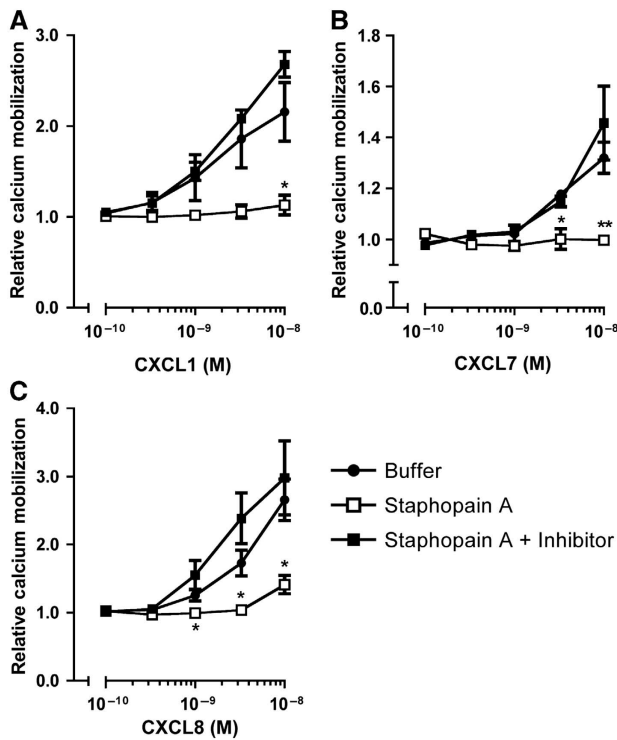 A
B
3.0
2.0
1.0
0.0
Relative calcium mobilization
*
10⁻¹⁰
10⁻⁹
10⁻⁸
CXCL1 (M)
1.8
1.6
1.4
1.2
1.0
0.0
Relative calcium mobilization
*
**
10⁻¹⁰
10⁻⁹
10⁻⁸
CXCL7 (M)
C
4.0
3.0
2.0
1.0
0.0
Relative calcium mobilization
*
*
*
10⁻¹⁰
10⁻⁹
10⁻⁸
CXCL8 (M)
Buffer
Staphopain A
Staphopain A + Inhibitor